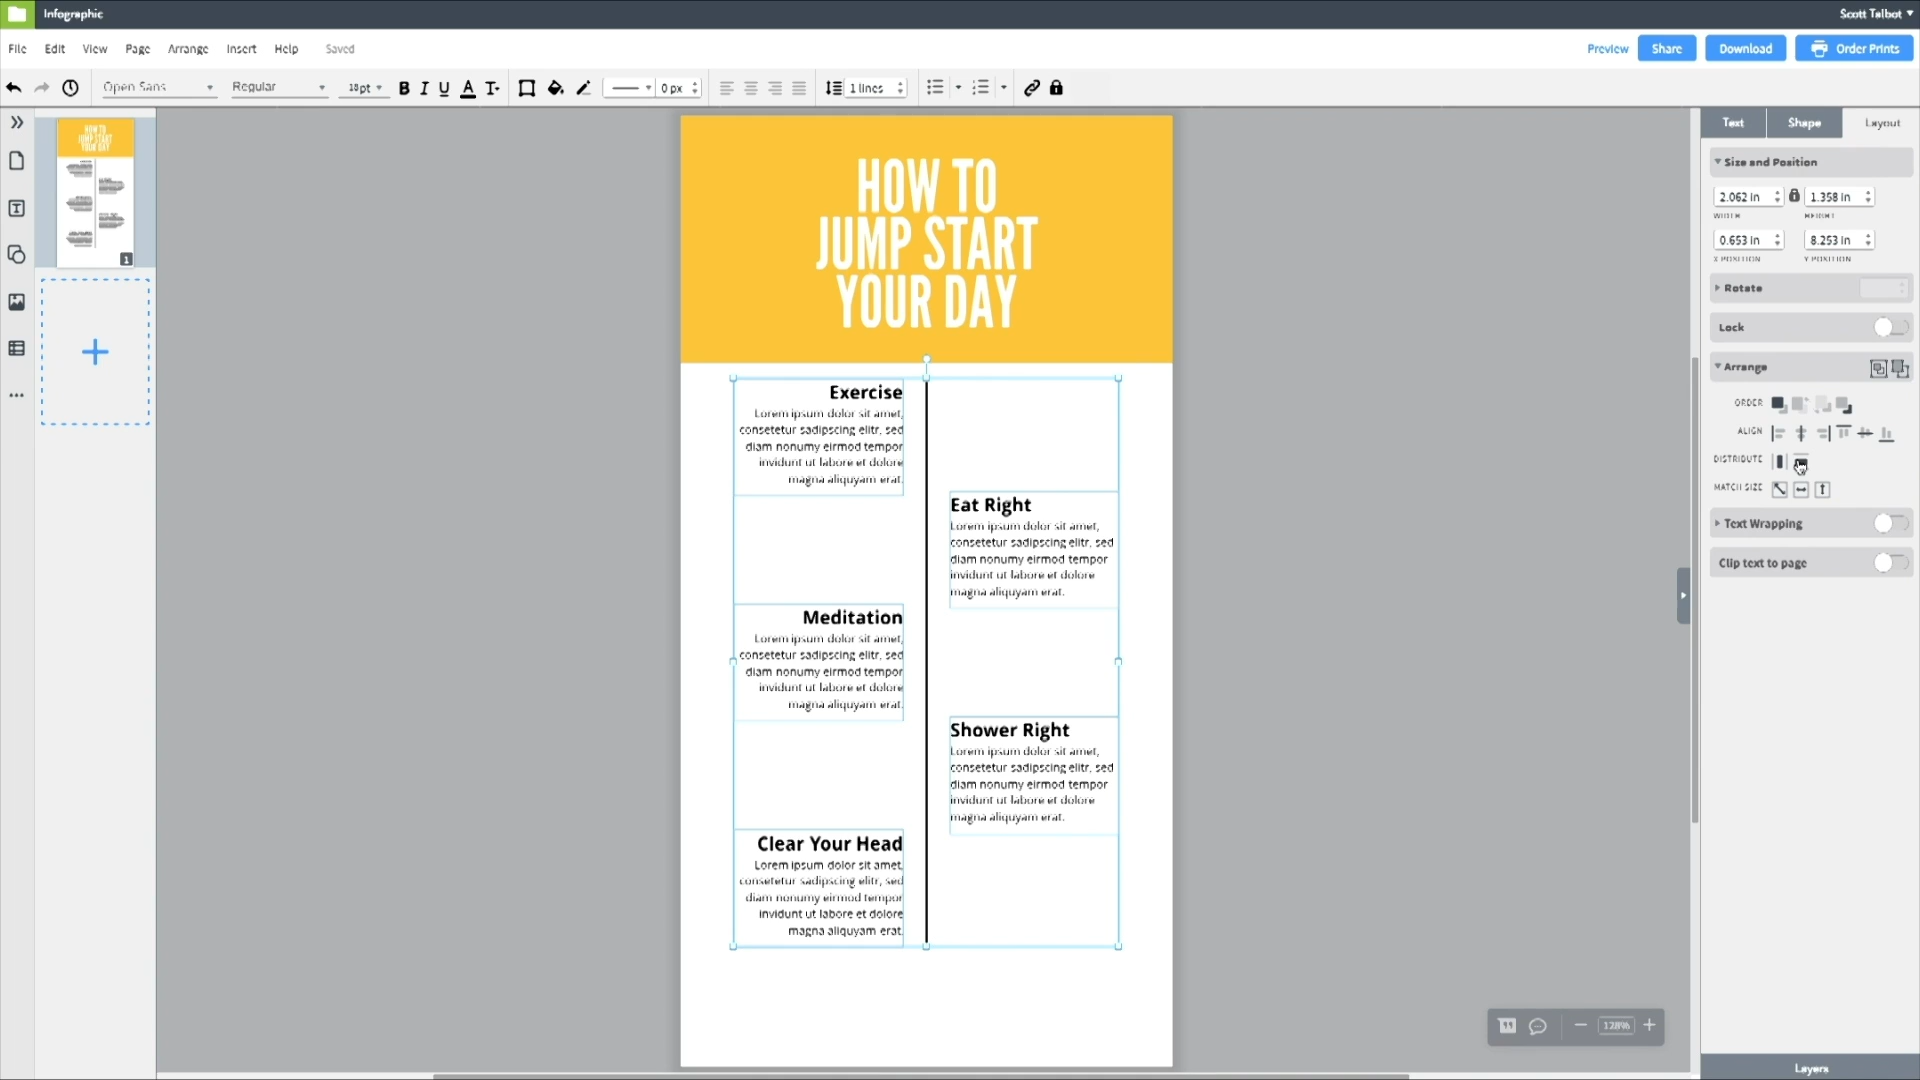 Infographic
Scott Talbot
File Edit View Page Arrange Insert Help Saved
Preview Share Download Order Prints
Open Sans Regular 18pt B I U A T 0 px 1 lines
Text Shape Layout
Size and Position
2.062 in 1.358 in
WIDTH HEIGHT
0.653 in 8.253 in
X POSITION Y POSITION
Rotate
Lock
Arrange
ORDER
ALIGN
DISTRIBUTE
MATCH SIZE
Text Wrapping
Clip text to page
1
HOW TO
JUMP START
YOUR DAY
Exercise
Lorem ipsum dolor sit amet,
consetetur sadipscing elitr, sed
diam nonumy eirmod tempor
invidunt ut labore et dolore
magna aliquyam erat.
Eat Right
Lorem ipsum dolor sit amet,
consetetur sadipscing elitr, sed
diam nonumy eirmod tempor
invidunt ut labore et dolore
magna aliquyam erat.
Meditation
Lorem ipsum dolor sit amet,
consetetur sadipscing elitr, sed
diam nonumy eirmod tempor
invidunt ut labore et dolore
magna aliquyam erat.
Shower Right
Lorem ipsum dolor sit amet,
consetetur sadipscing elitr, sed
diam nonumy eirmod tempor
invidunt ut labore et dolore
magna aliquyam erat.
Clear Your Head
Lorem ipsum dolor sit amet,
consetetur sadipscing elitr, sed
diam nonumy eirmod tempor
invidunt ut labore et dolore
magna aliquyam erat.
128%
Layers